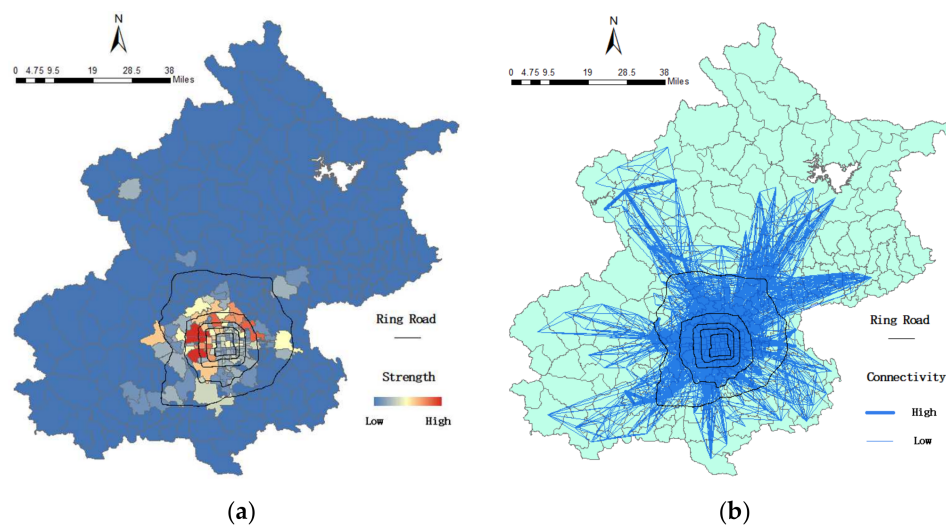 N
0 4.75 9.5 19 28.5 38
Miles
Ring Road
Strength
Low High
(a)
N
0 4.75 9.5 19 28.5 38
Miles
Ring Road
Connectivity
High
Low
(b)